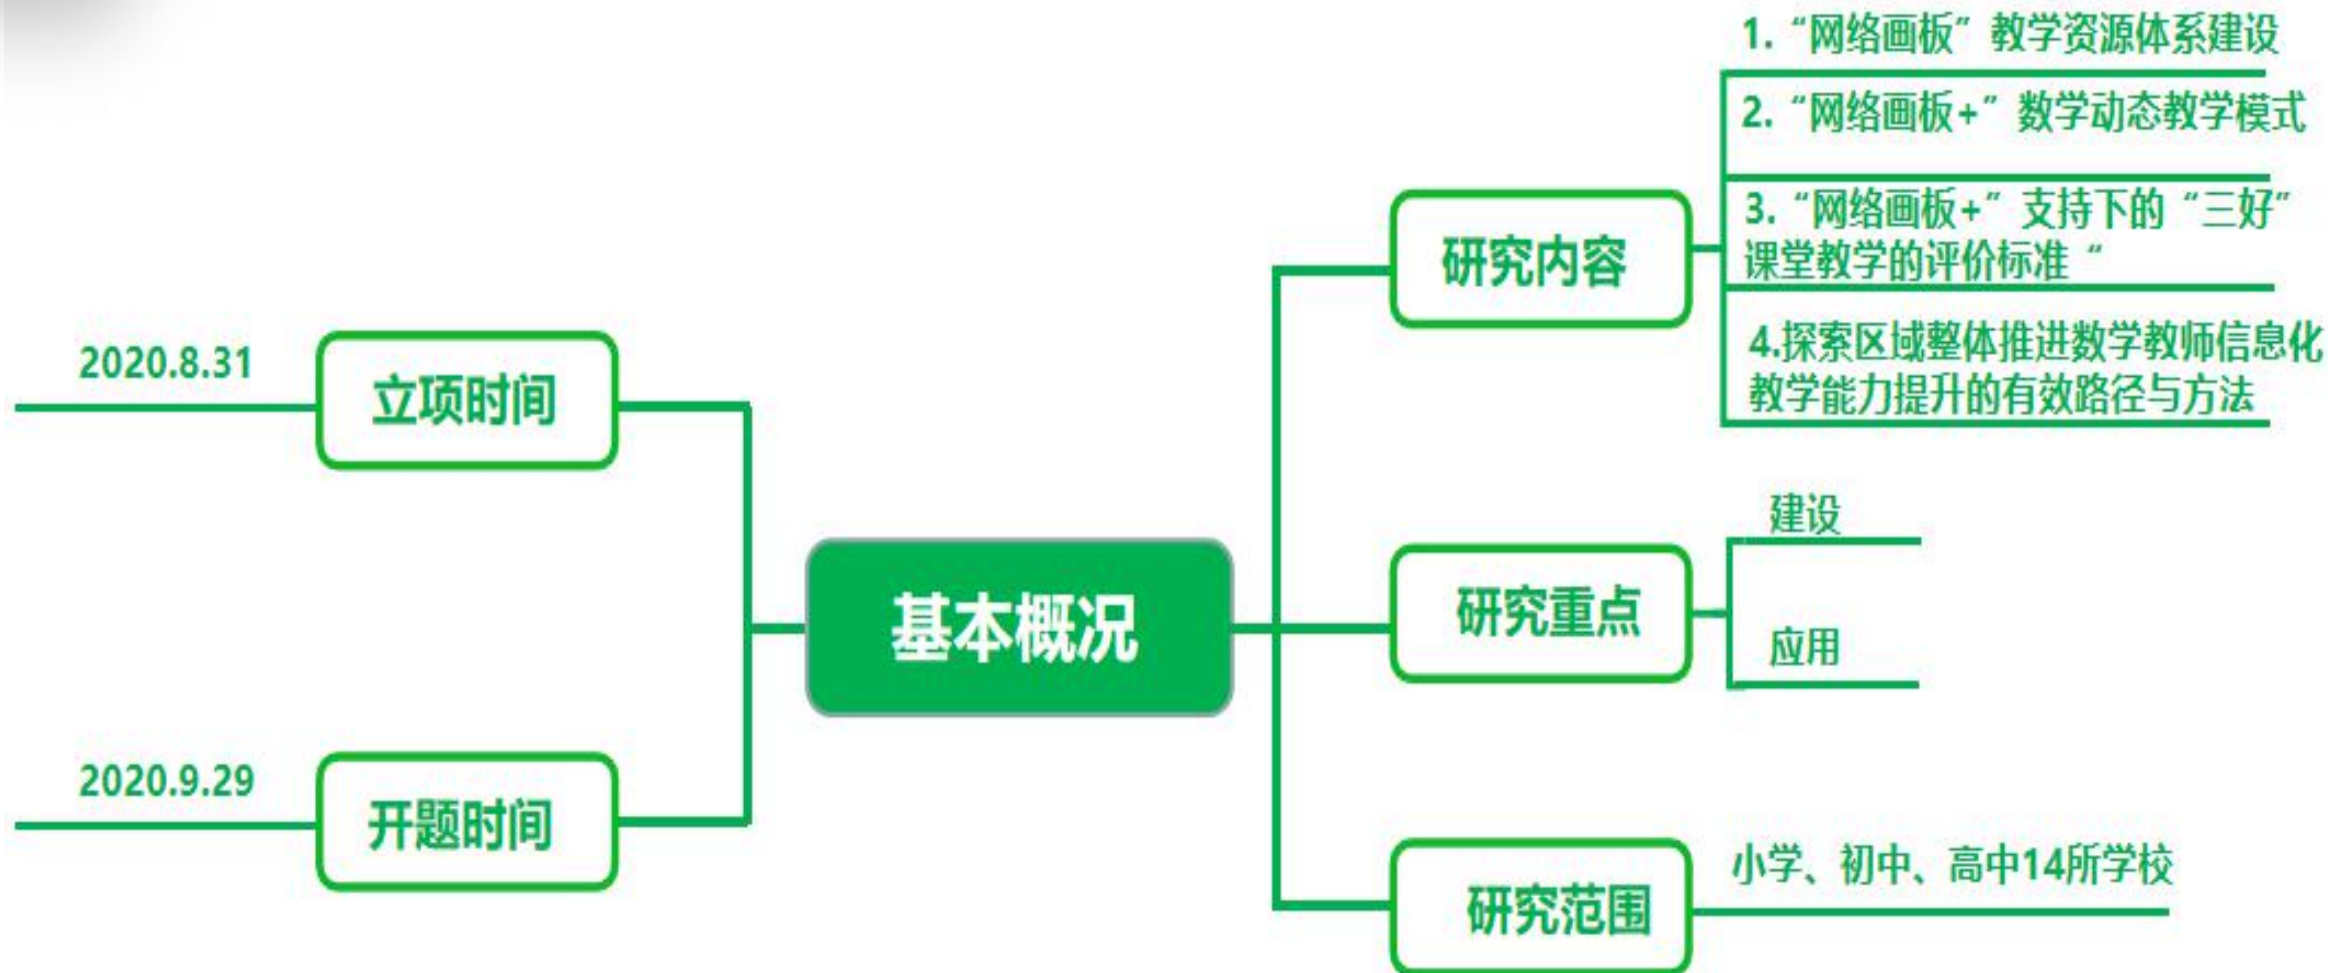 基本概况
立项时间
2020.8.31
开题时间
2020.9.29
研究内容
1.“网络画板”教学资源体系建设
2.“网络画板+”数学动态教学模式
3.“网络画板+”支持下的“三好”
课堂教学的评价标准“
4.探索区域整体推进数学教师信息化
教学能力提升的有效路径与方法
研究重点
建设
应用
研究范围
小学、初中、高中14所学校